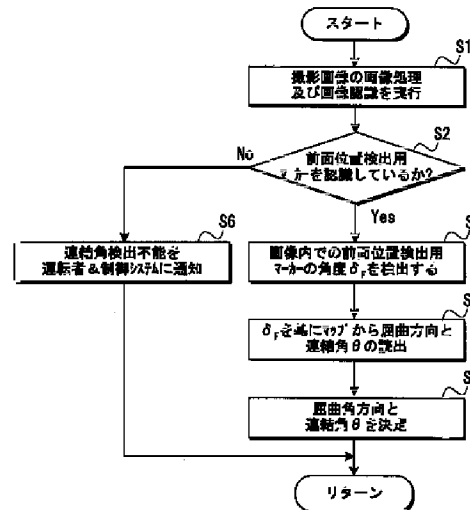 スタート
S1
撮影画像の画像処理
及び画像認識を実行
S2
前面位置検出用
マーカーを認識しているか?
No
Yes
S6
連結角検出不能を
運転者&制御システムに通知
S
画像内での前面位置検出用
マーカーの角度δFを検出する
S
δFを基にマップから屈曲方向と
連結角θの読出
S
屈曲角方向と
連結角θを決定
リターン